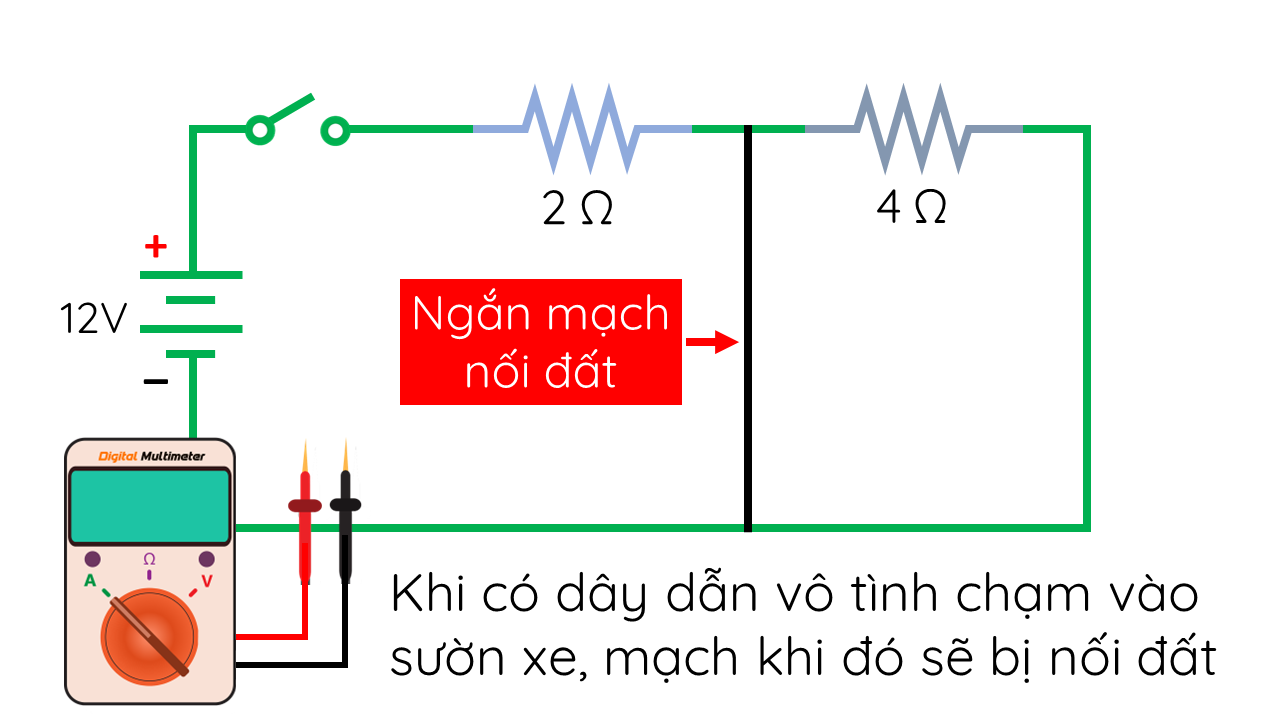 2 Ω
4 Ω
+
12V
−
Ngắn mạch
nối đất
Digital Multimeter
Ω
A
V
Khi có dây dẫn vô tình chạm vào
sườn xe, mạch khi đó sẽ bị nối đất